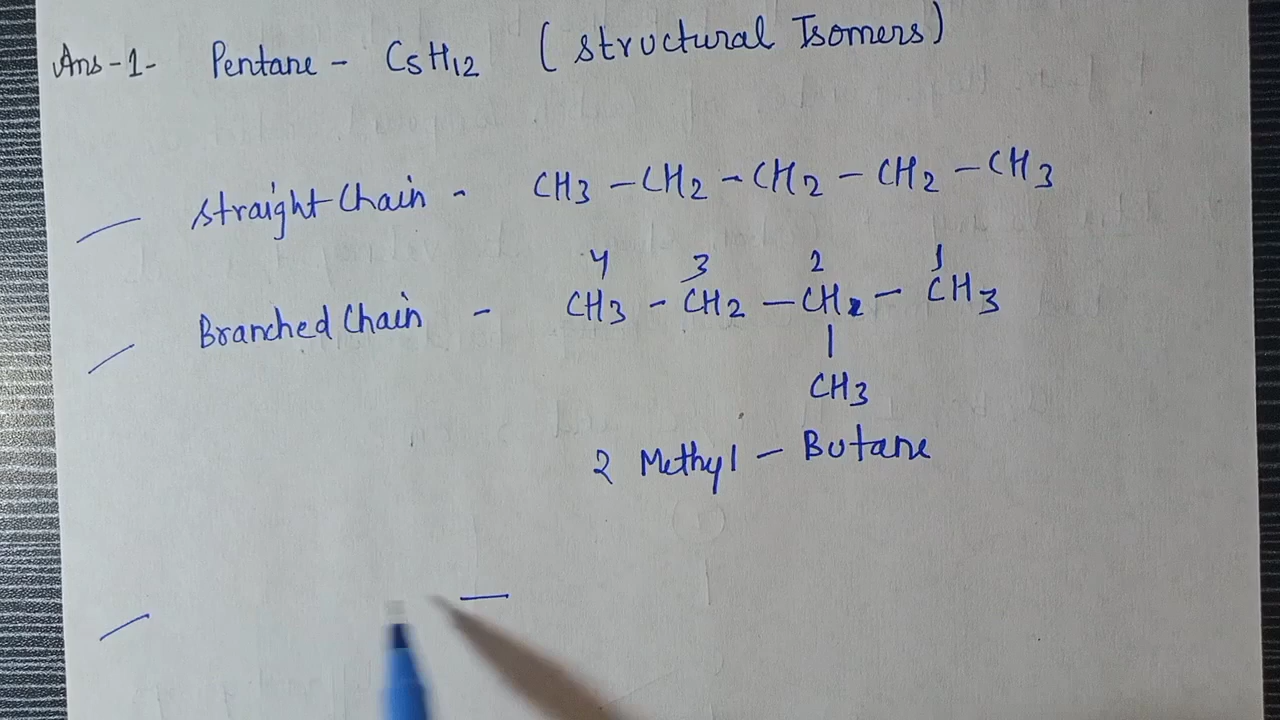 Ans-1- Pentane - C5H12 (Structural Isomers)
Straight Chain - CH3 - CH2 - CH2 - CH2 - CH3
4 3 2 1
Branched Chain - CH3 - CH2 - CH2 - CH3
|
CH3
2 Methyl - Butane